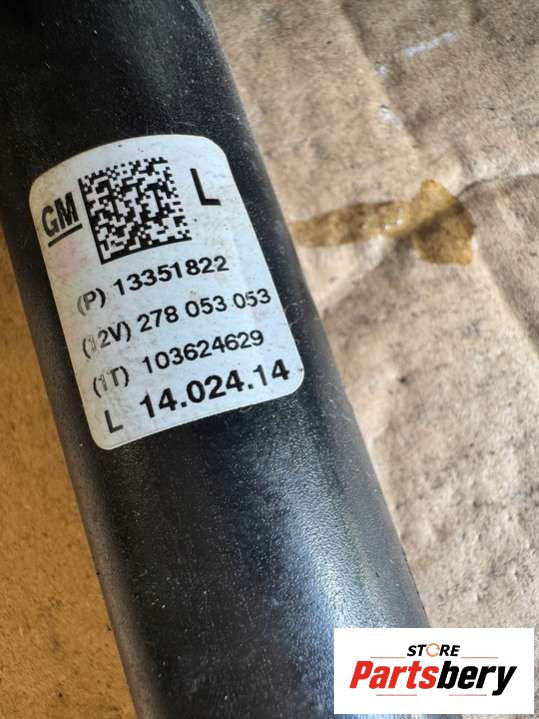 GM L
(P) 13351822
(12V) 278 053 053
(1T) 103624629
L 14.024.14
STORE
Partsbery